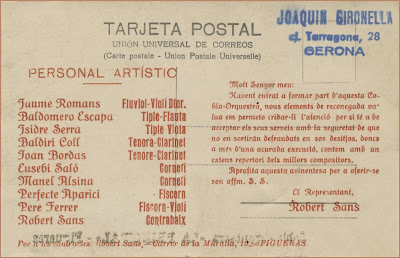 TARJETA POSTAL
UNIÓN UNIVERSAL DE CORREOS
(Carte postale - Union Postale Universelle)
JOAQUIN GIRONELLA
c/. Tarragona, 28
GERONA
PERSONAL ARTÍSTIC
Jaume Romans Fluviol-Violí Dior.
Baldomero Escapa Tiple-Flauta
Isidre Serra Tiple Viola
Baldiri Coll Tenora-Clarinet
Joan Bordas Tenora-Clarinet
Eusebi Saló Cornetí
Manel Alsina Cornetí
Perfecte Aparici Fiscorn
Pere Ferrer Fiscorn-Violí
Robert Sans Contrabaix
Molt Senyor meu:
Havent entrat a formar part d'aquesta Co-
bla-Orquestra, nous elements de reconeguda va-
lua em permeto cridar-li l'atenció per si té a be
acceptar els seus serveis amb la seguretat de que
no en sortiràn defraudats en sos desitjos, donca
a més d'una acurada execució, contem amb un
extens repertori dels millors compositors.
Aprofita aquesta avinentesa per a oferir-se
son affm. S. S.
El Representant,
Robert Sans
Per a les contractes: Robert Sans, - Carrer de la Muralla, 10. - FIGUERAS